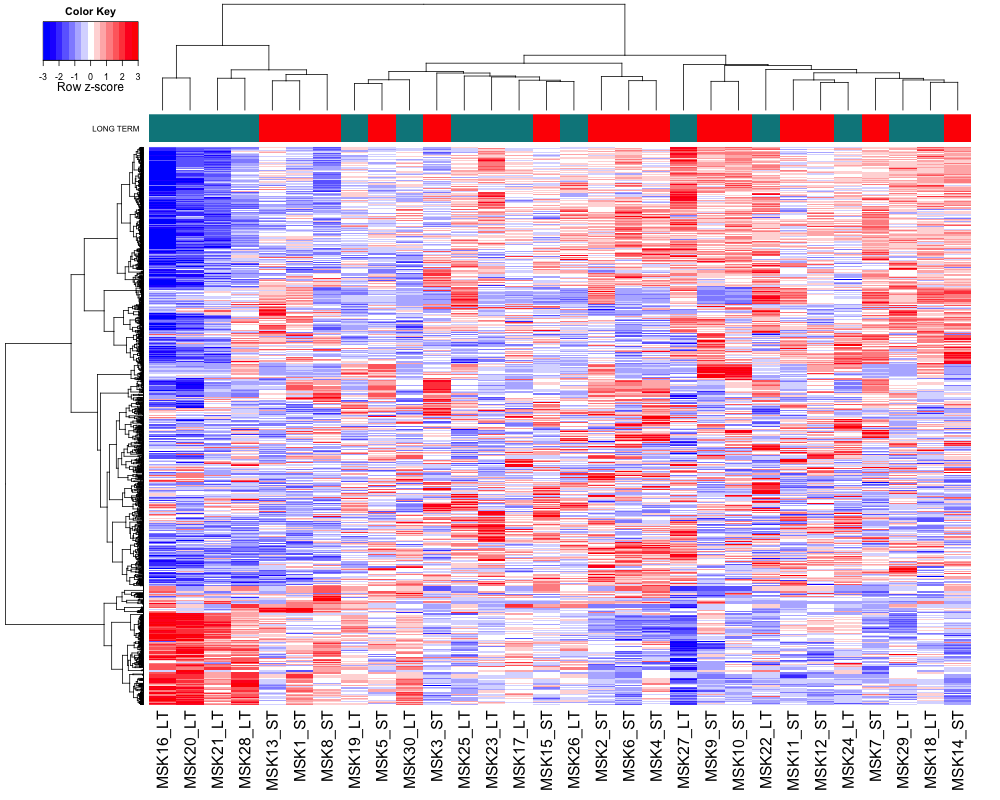 Color Key
-3 -2 -1 0 1 2 3
Row z-score
LONG TERM
MSK16_LT
MSK20_LT
MSK21_LT
MSK28_LT
MSK13_ST
MSK1_ST
MSK8_ST
MSK19_LT
MSK5_ST
MSK30_LT
MSK3_ST
MSK25_LT
MSK23_LT
MSK17_LT
MSK15_ST
MSK26_LT
MSK2_ST
MSK6_ST
MSK4_ST
MSK27_LT
MSK9_ST
MSK10_ST
MSK22_LT
MSK11_ST
MSK12_ST
MSK24_LT
MSK7_ST
MSK29_LT
MSK18_LT
MSK14_ST